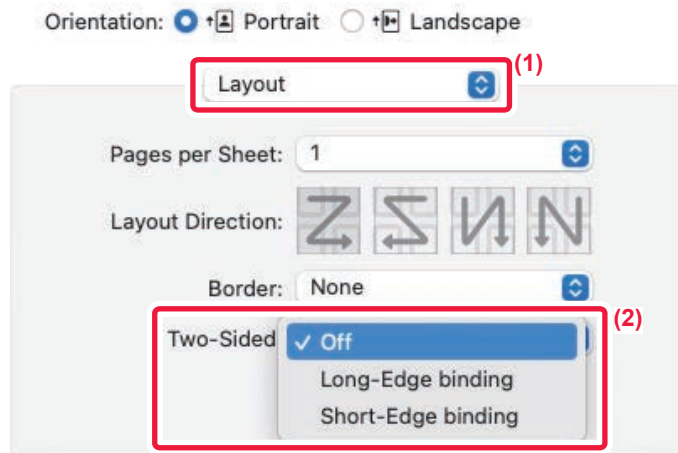 Orientation: Portrait Landscape
(1)
Layout
Pages per Sheet: 1
Layout Direction:
Border: None
(2)
Two-Sided ✓ Off
Long-Edge binding
Short-Edge binding